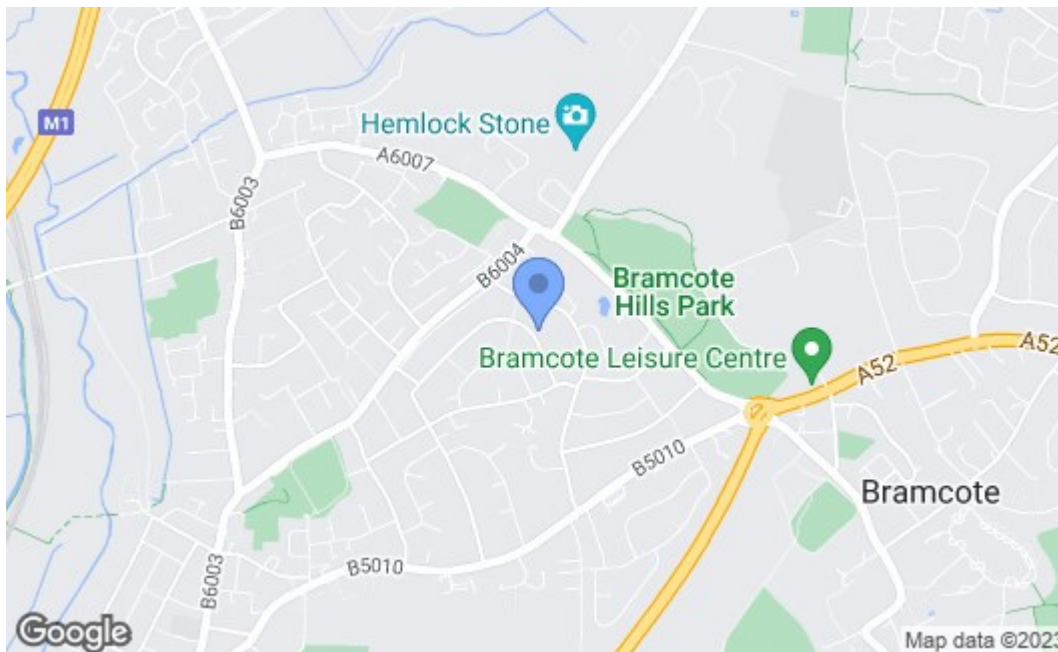 M1
Hemlock Stone
A6007
B6003
B6004
Bramcote
Hills Park
Bramcote Leisure Centre
A52
A52
B5010
Bramcote
B5010
B6003
Google
Map data ©2023